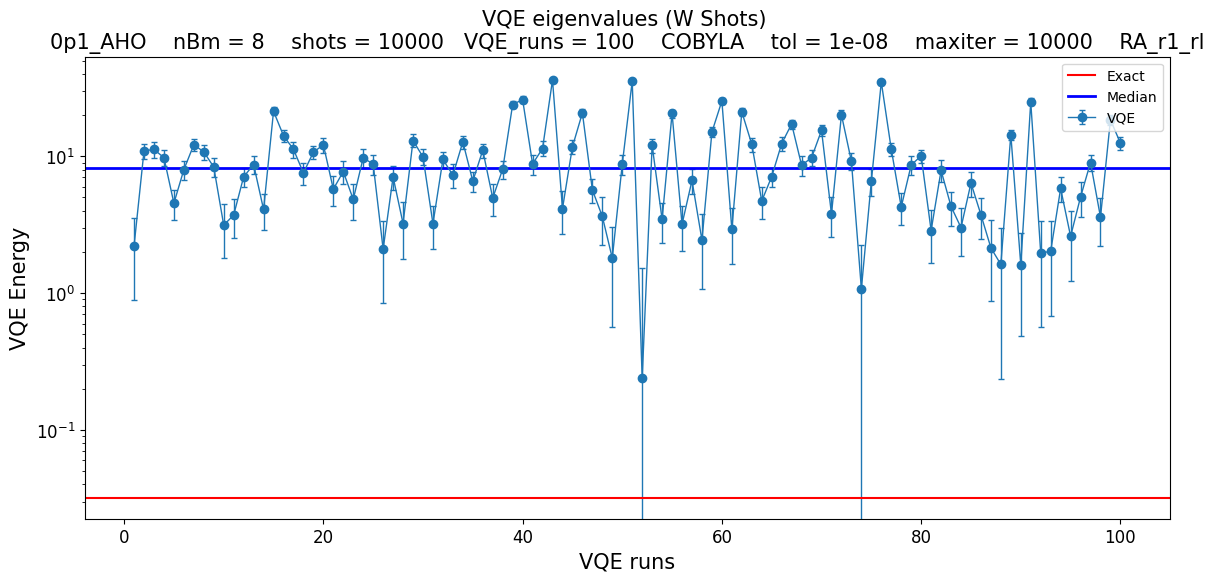 VQE eigenvalues (W Shots)
0p1_AHO nBm = 8 shots = 10000 VQE_runs = 100 COBYLA tol = 1e-08 maxiter = 10000 RA_r1_rl
Exact
Median
VQE
VQE Energy
10^1
10^0
10^-1
0 20 40 60 80 100
VQE runs